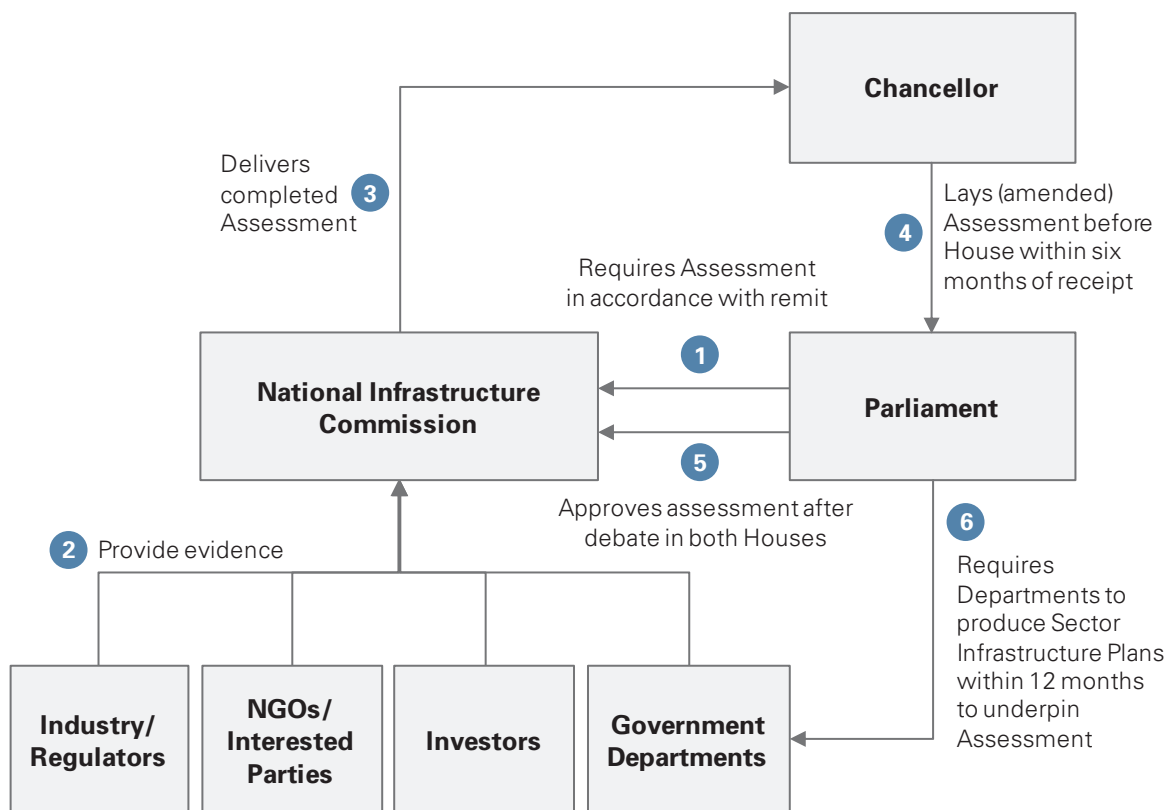 Chancellor
Delivers
completed
Assessment
3
4
Lays (amended)
Assessment before
House within six
months of receipt
Requires Assessment
in accordance with remit
1
National Infrastructure
Commission
Parliament
5
Approves assessment after
debate in both Houses
2 Provide evidence
6
Requires
Departments to
produce Sector
Infrastructure Plans
within 12 months
to underpin
Assessment
Industry/
Regulators
NGOs/
Interested
Parties
Investors
Government
Departments